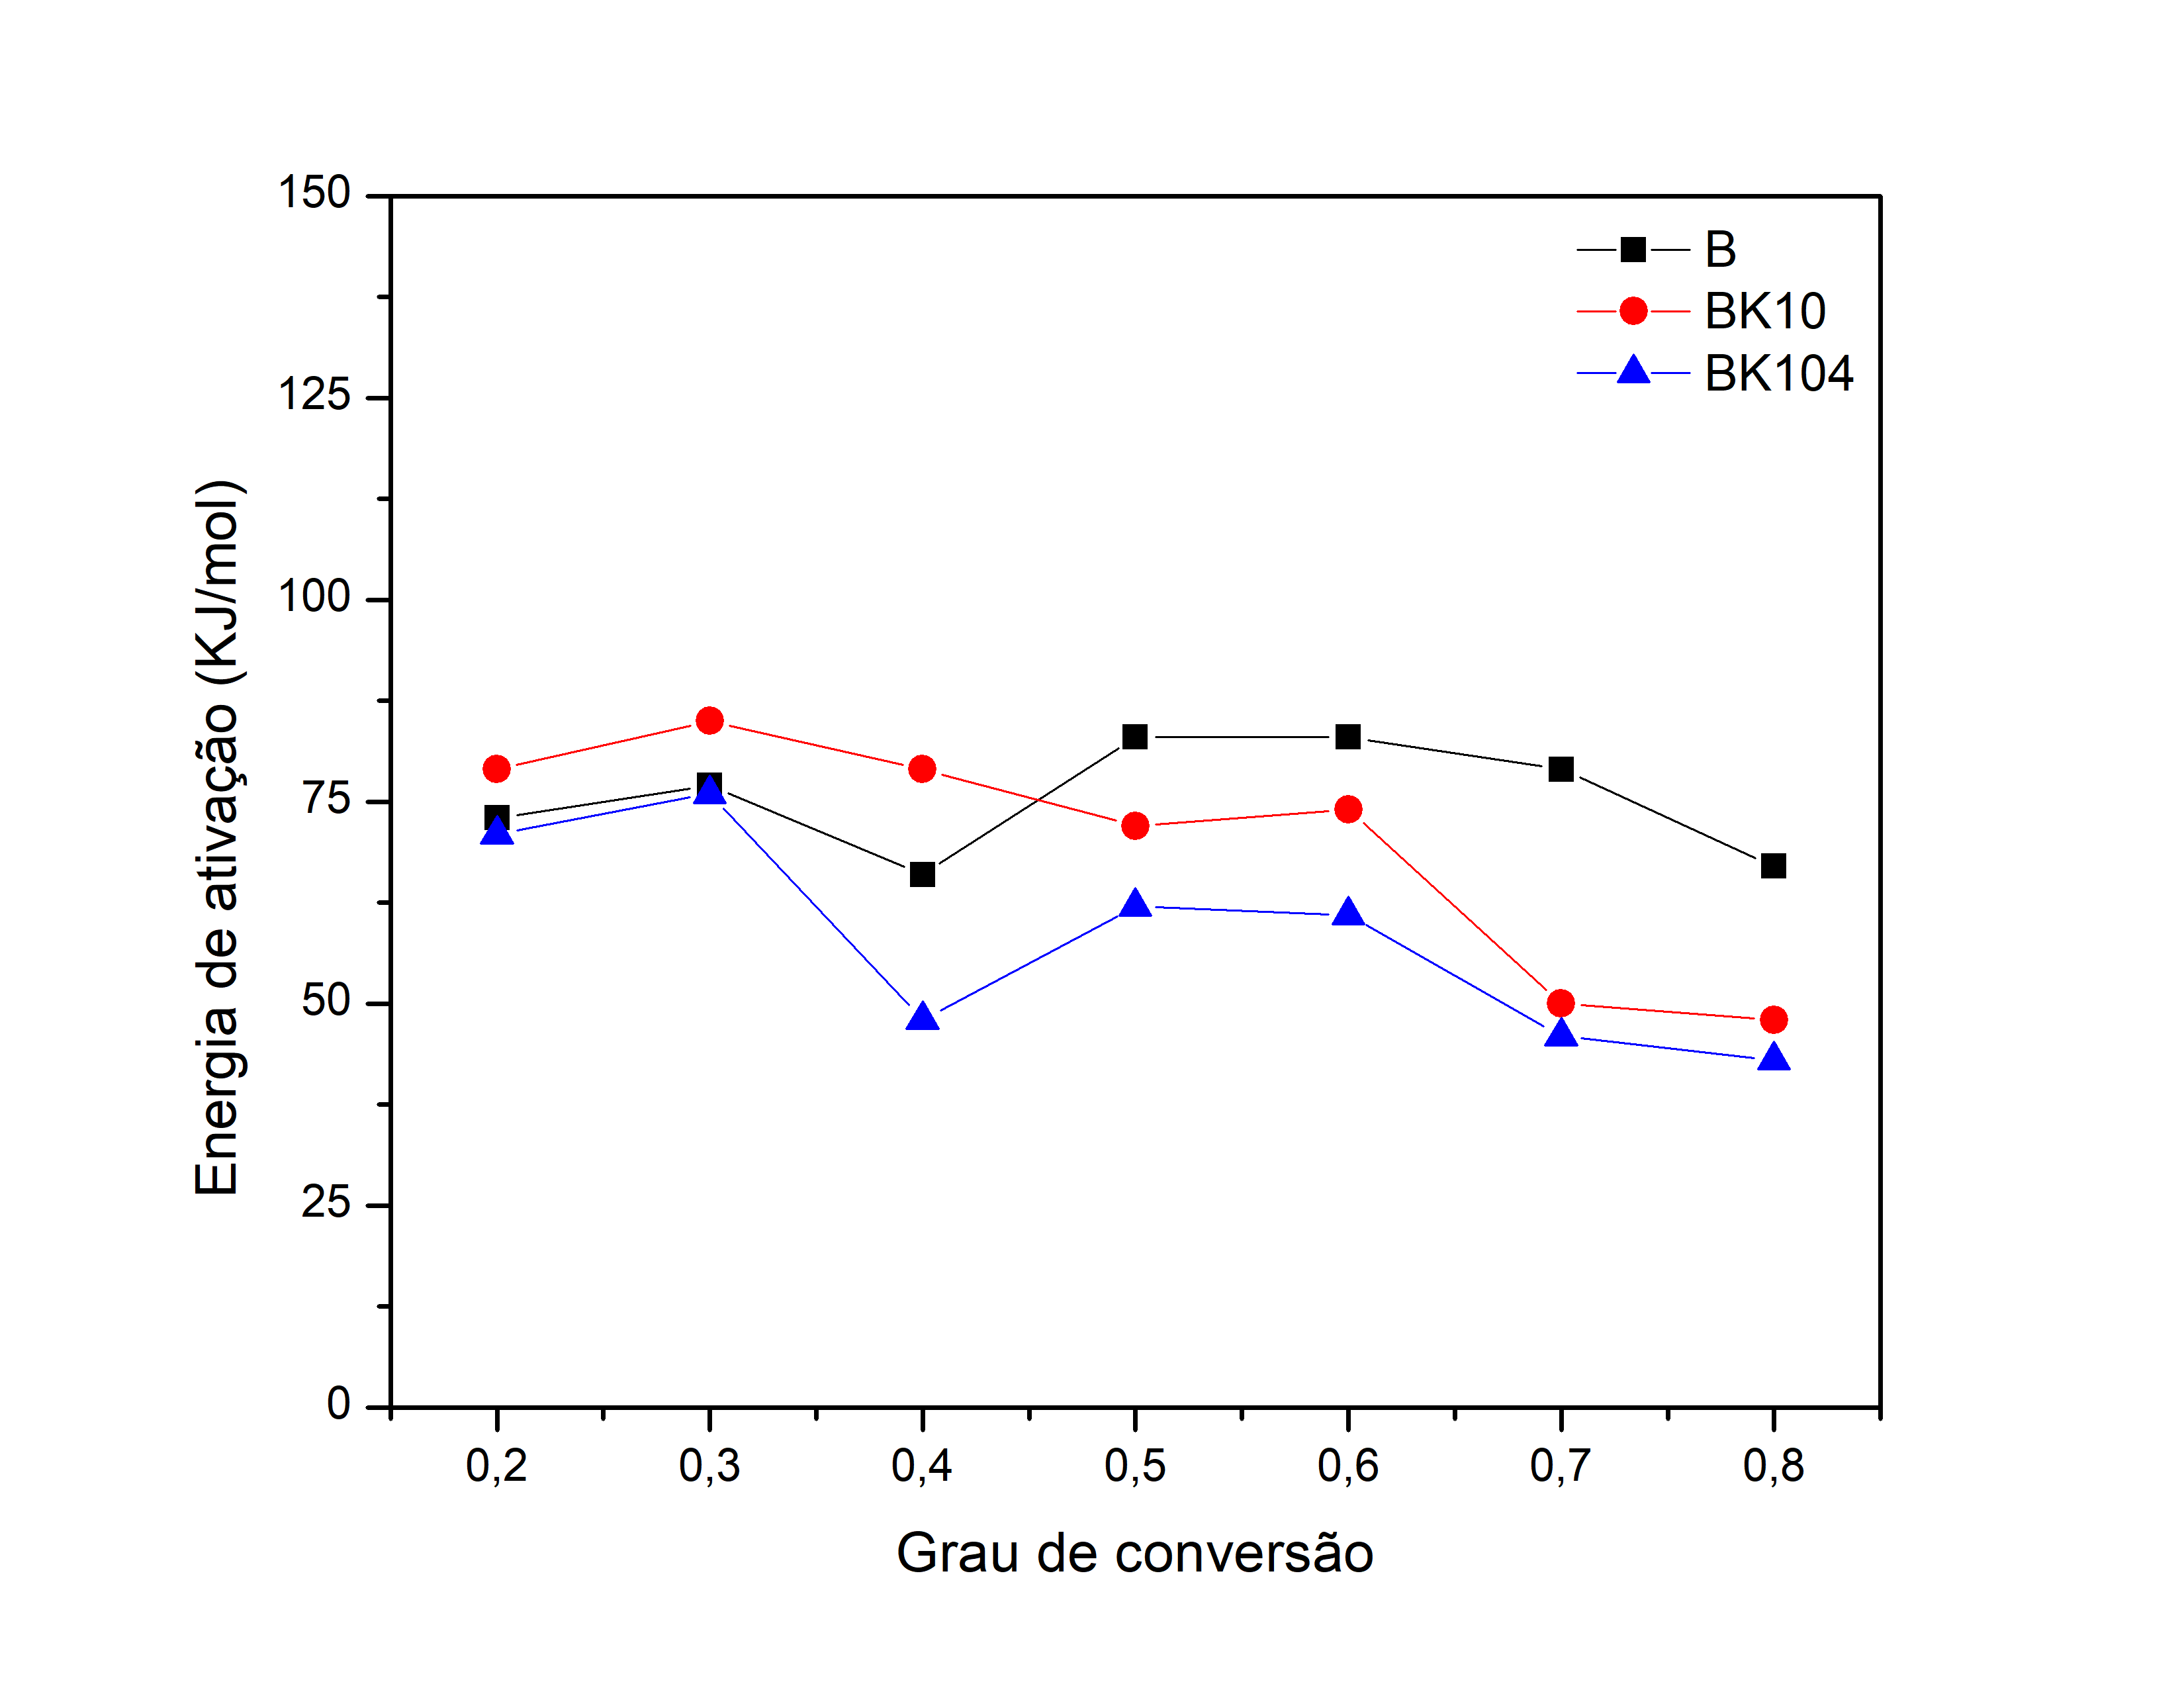 150
125
100
75
50
25
0
Energia de ativação (KJ/mol)
B
BK10
BK104
0,2 0,3 0,4 0,5 0,6 0,7 0,8
Grau de conversão